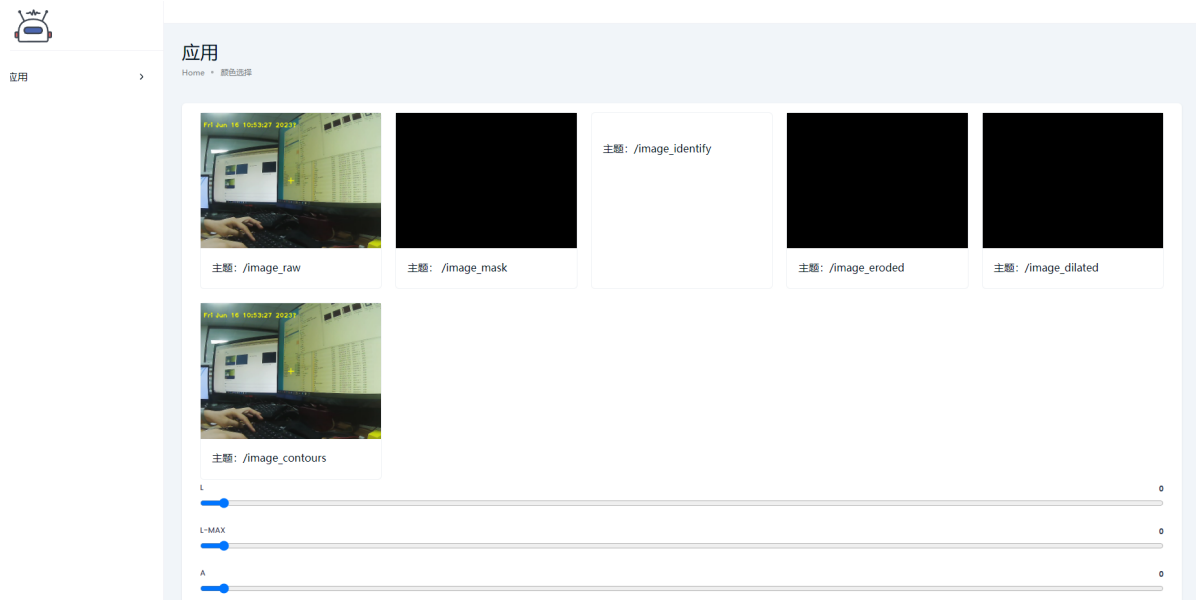 应用
应用
Home • 颜色选择
Fri Jun 16 10:53:27 2023
主题：/image_raw
主题： /image_mask
主题：/image_identify
主题：/image_eroded
主题：/image_dilated
Fri Jun 16 10:53:27 2023
主题：/image_contours
L
0
L-MAX
0
A
0